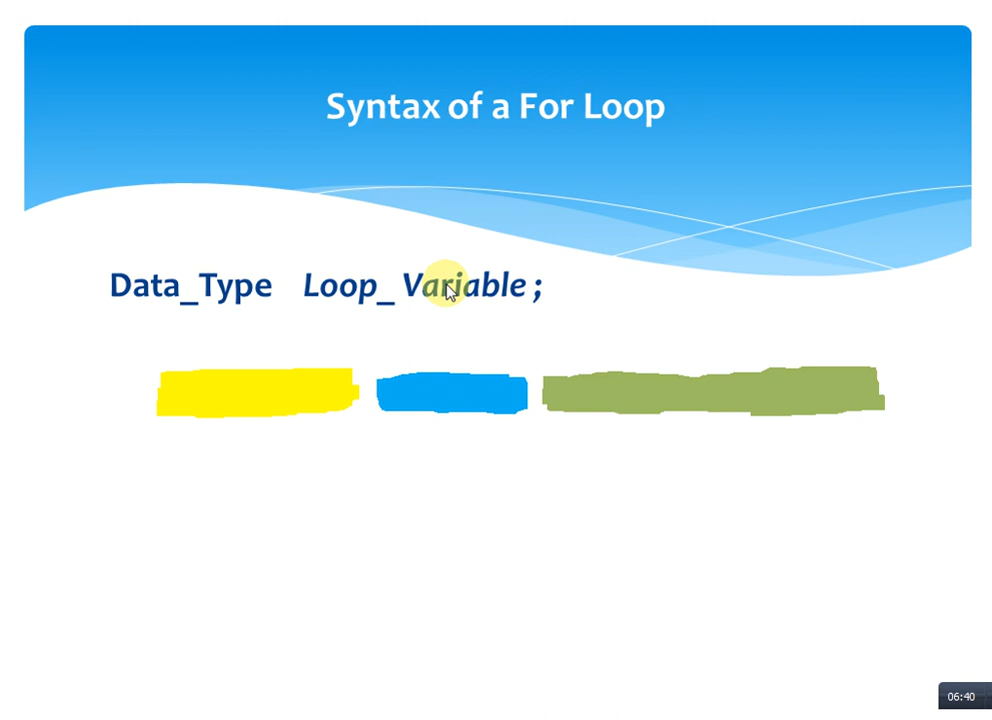 Syntax of a For Loop
Data_Type Loop_ Variable ;
06:40